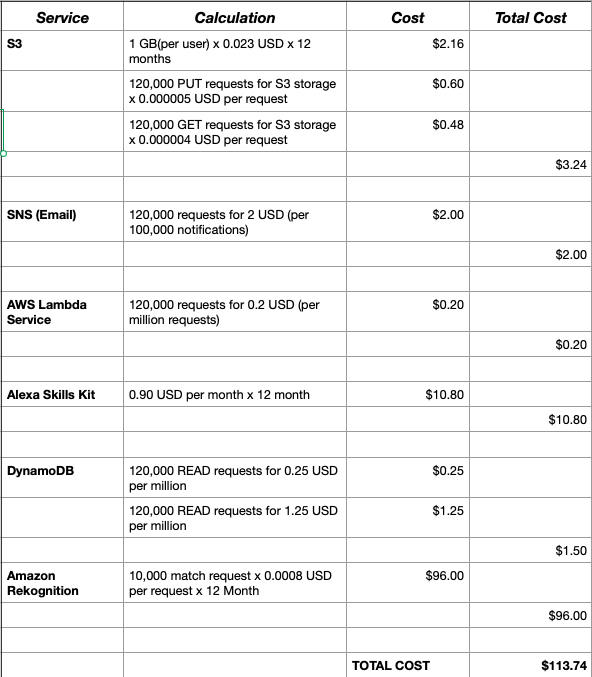 Service Calculation Cost Total Cost
S3 1 GB(per user) x 0.023 USD x 12 $2.16
months
120,000 PUT requests for S3 storage $0.60
x 0.000005 USD per request
120,000 GET requests for S3 storage $0.48
x 0.000004 USD per request
$3.24
SNS (Email) 120,000 requests for 2 USD (per $2.00
100,000 notifications)
$2.00
AWS Lambda 120,000 requests for 0.2 USD (per $0.20
Service million requests)
$0.20
Alexa Skills Kit 0.90 USD per month x 12 month $10.80
$10.80
DynamoDB 120,000 READ requests for 0.25 USD $0.25
per million
120,000 READ requests for 1.25 USD $1.25
per million
$1.50
Amazon 10,000 match request x 0.0008 USD $96.00
Rekognition per request x 12 Month
$96.00
TOTAL COST $113.74